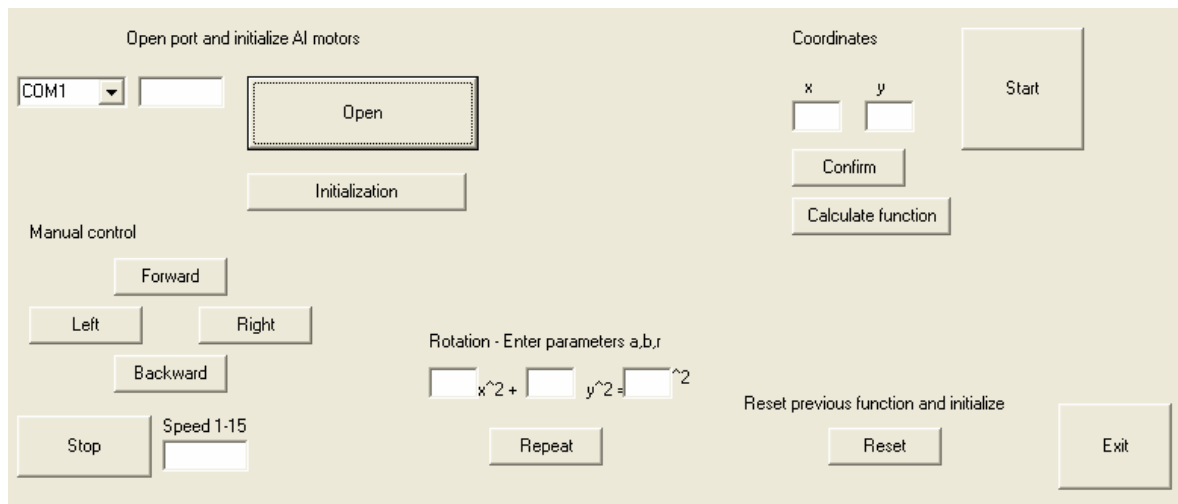 Open port and initialize AI motors
COM1
Open
Initialization
Coordinates
x y
Confirm
Calculate function
Start
Manual control
Forward
Left Right
Backward
Stop
Speed 1-15
Rotation - Enter parameters a,b,r
x^2 + y^2 = ^2
Repeat
Reset previous function and initialize
Reset
Exit